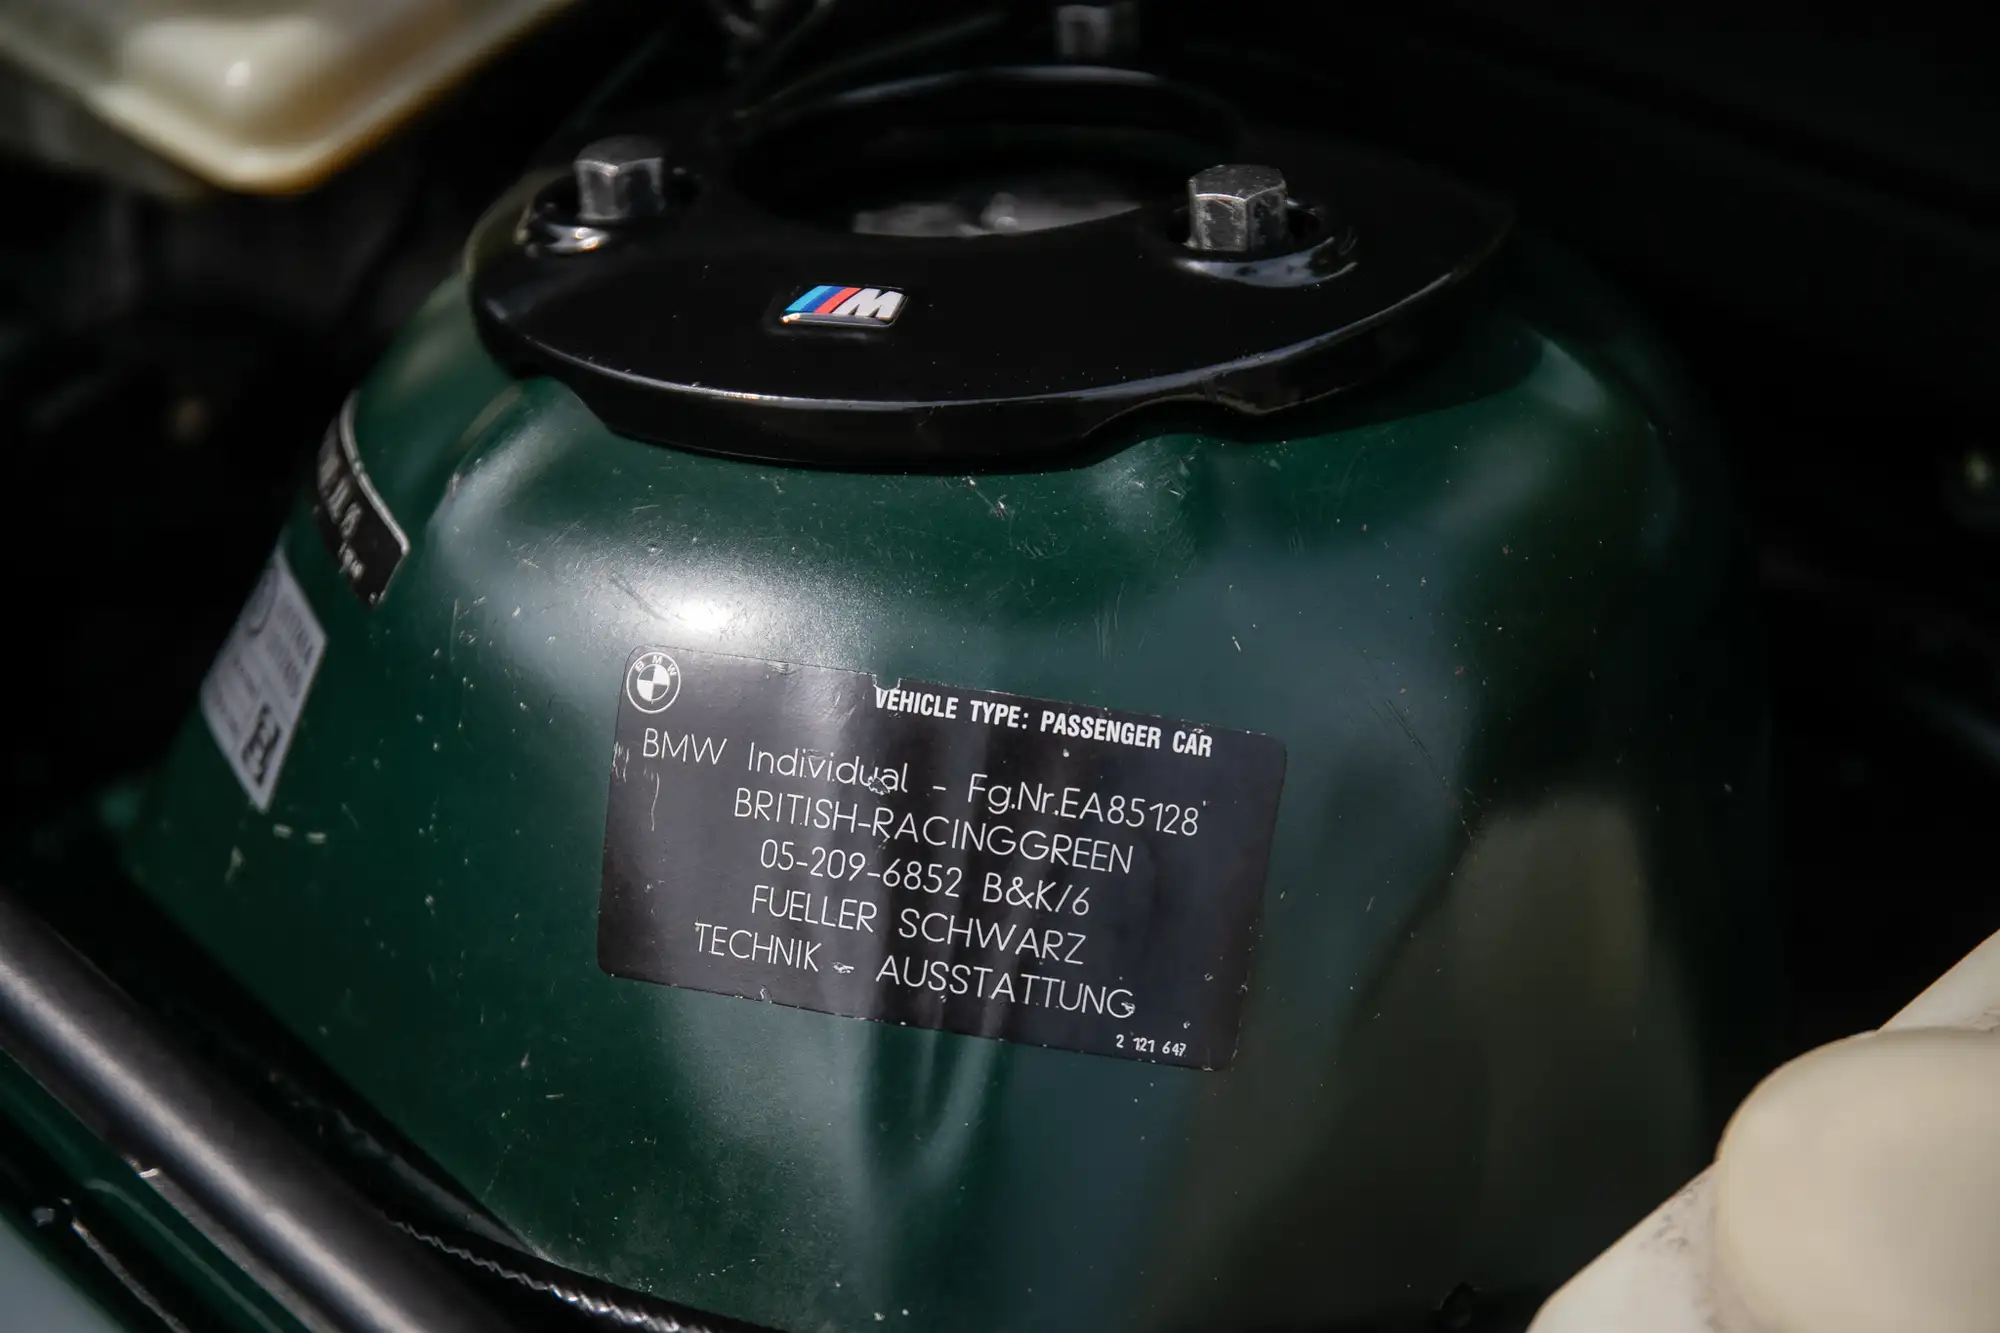 M
BMW
VEHICLE TYPE: PASSENGER CAR
BMW Individual - Fg.Nr.EA85128
BRITISH-RACINGGREEN
05-209-6852 B&K/6
FUELLER SCHWARZ
TECHNIK - AUSSTATTUNG
2 121 647